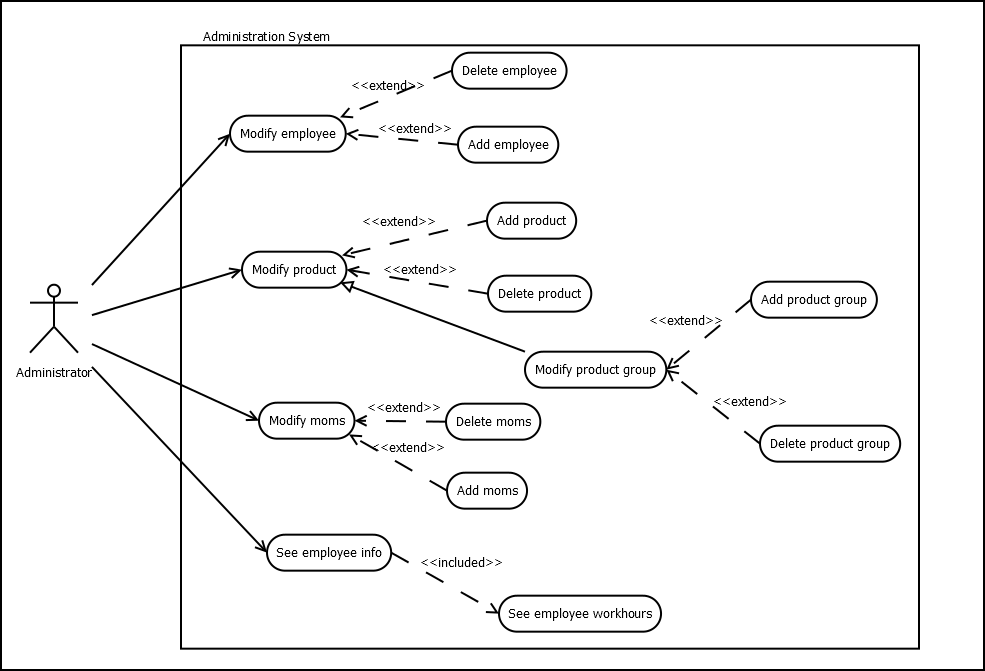 Administration System
Delete employee
<<extend>>
Modify employee
<<extend>>
Add employee
<<extend>>
Add product
Modify product
<<extend>>
Delete product
Add product group
<<extend>>
Modify product group
Administrator
<<extend>>
Modify moms
<<extend>>
Delete moms
<<extend>>
Delete product group
Add moms
See employee info
<<included>>
See employee workhours